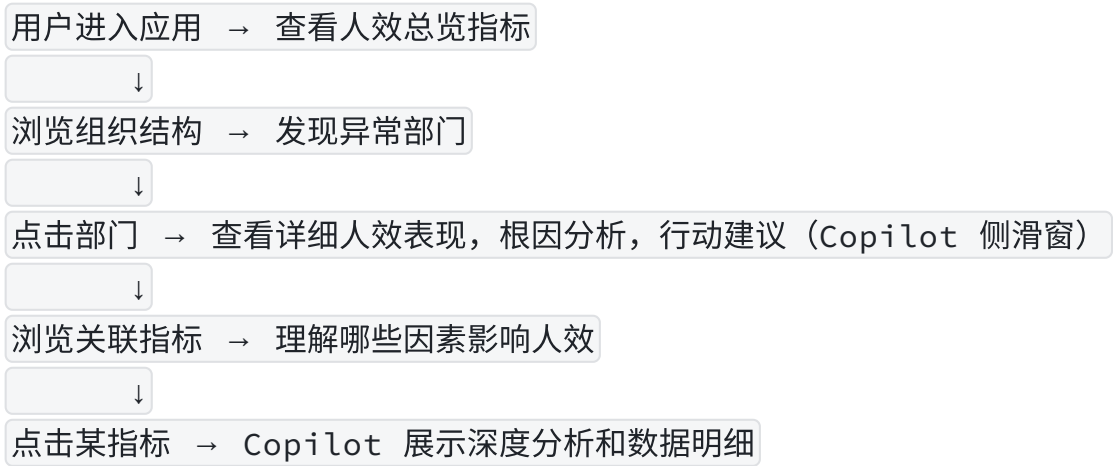 用户进入应用 → 查看人效总览指标
↓
浏览组织结构 → 发现异常部门
↓
点击部门 → 查看详细人效表现，根因分析，行动建议（Copilot 侧滑窗）
↓
浏览关联指标 → 理解哪些因素影响人效
↓
点击某指标 → Copilot 展示深度分析和数据明细